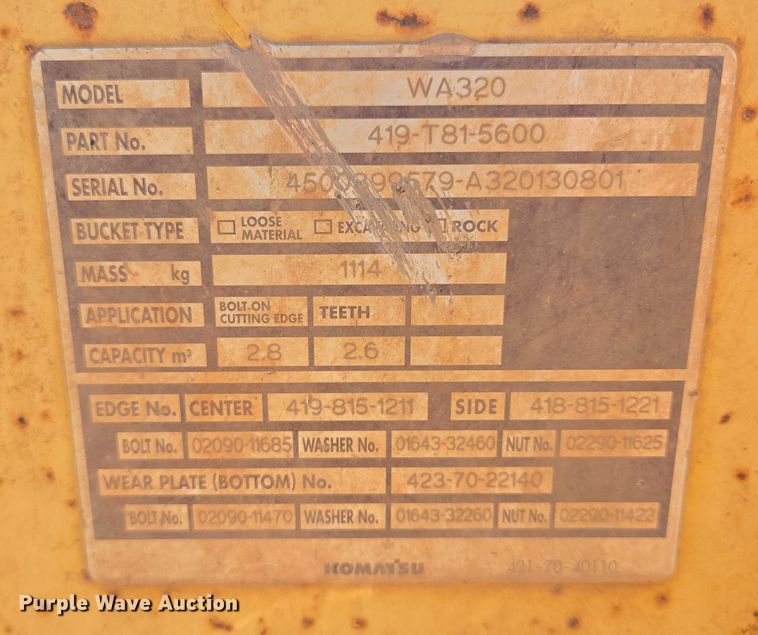 MODEL WA320
PART No. 419-T81-5600
SERIAL No. A320130801
BUCKET TYPE LOOSE MATERIAL ROCK
MASS kg 1114
APPLICATION BOLT-ON CUTTING EDGE TEETH
CAPACITY m³ 2.8 2.6
EDGE No. CENTER 419-815-1211 SIDE 418-815-1221
BOLT No. 02090-11685 WASHER No. 01643-32460 NUT No. 02290-11625
WEAR PLATE (BOTTOM) No. 423-70-22140
BOLT No. 02090-11470 WASHER No. 01643-32260 NUT No. 02290-11422
KOMATSU 421-70-40110
Purple Wave Auction